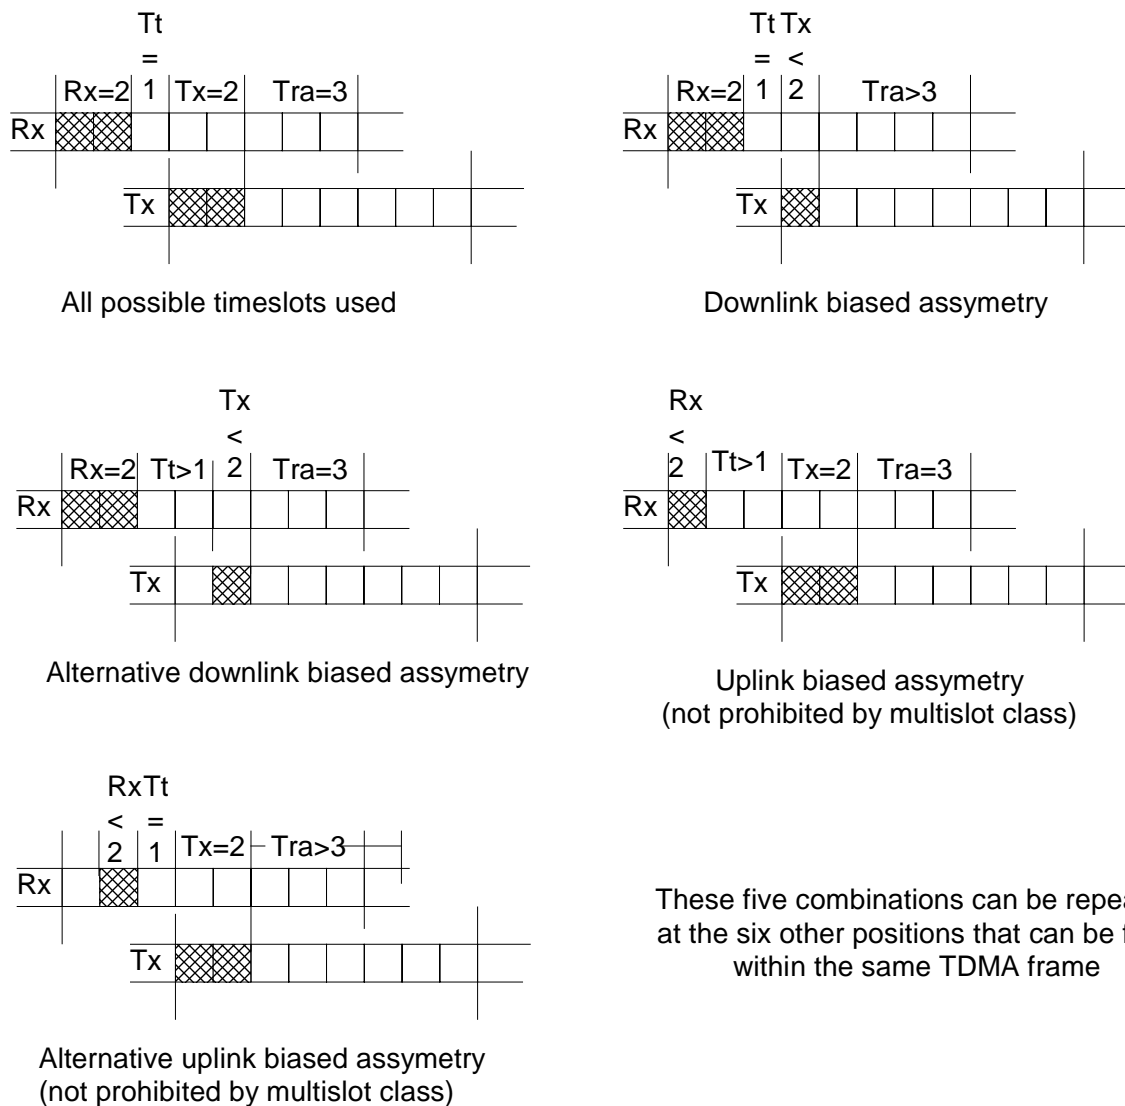 Tt
=
Rx=2 1 Tx=2 Tra=3
Rx
Tx
All possible timeslots used
Tt Tx
= <
Rx=2 1 2 Tra>3
Rx
Tx
Downlink biased assymetry
Tx
<
Rx=2 Tt>1 2 Tra=3
Rx
Tx
Alternative downlink biased assymetry
Rx
<
2 Tt>1 Tx=2 Tra=3
Rx
Tx
Uplink biased assymetry
(not prohibited by multislot class)
RxTt
< =
2 1 Tx=2 Tra>3
Rx
Tx
Alternative uplink biased assymetry
(not prohibited by multislot class)
These five combinations can be
at the six other positions that can be
within the same TDMA frame